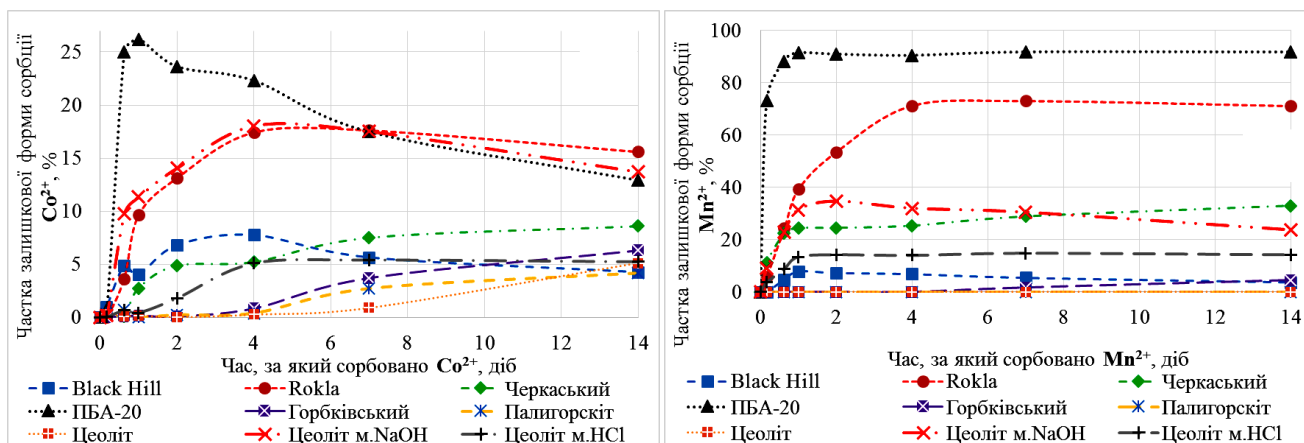 Частка залишкової форми сорбції
Co²⁺, %
25
20
15
10
5
0
0 2 4 6 8 10 12 14
Час, за який сорбовано Co²⁺, діб
Black Hill Rokla Черкаський
ПБА-20 Горбківський Палигорскіт
Цеоліт Цеоліт м.NaOH Цеоліт м.HCl
Частка залишкової форми сорбції
Mn²⁺, %
100
80
60
40
20
0
0 2 4 6 8 10 12 14
Час, за який сорбовано Mn²⁺, діб
Black Hill Rokla Черкаський
ПБА-20 Горбківський Палигорскіт
Цеоліт Цеоліт м.NaOH Цеоліт м.HCl